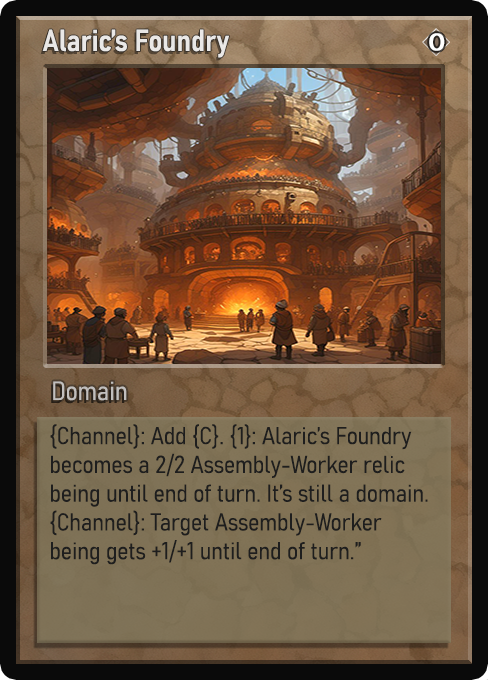 Alaric's Foundry 0
Domain
{Channel}: Add {C}. {1}: Alaric's Foundry
becomes a 2/2 Assembly-Worker relic
being until end of turn. It's still a domain.
{Channel}: Target Assembly-Worker
being gets +1/+1 until end of turn.”